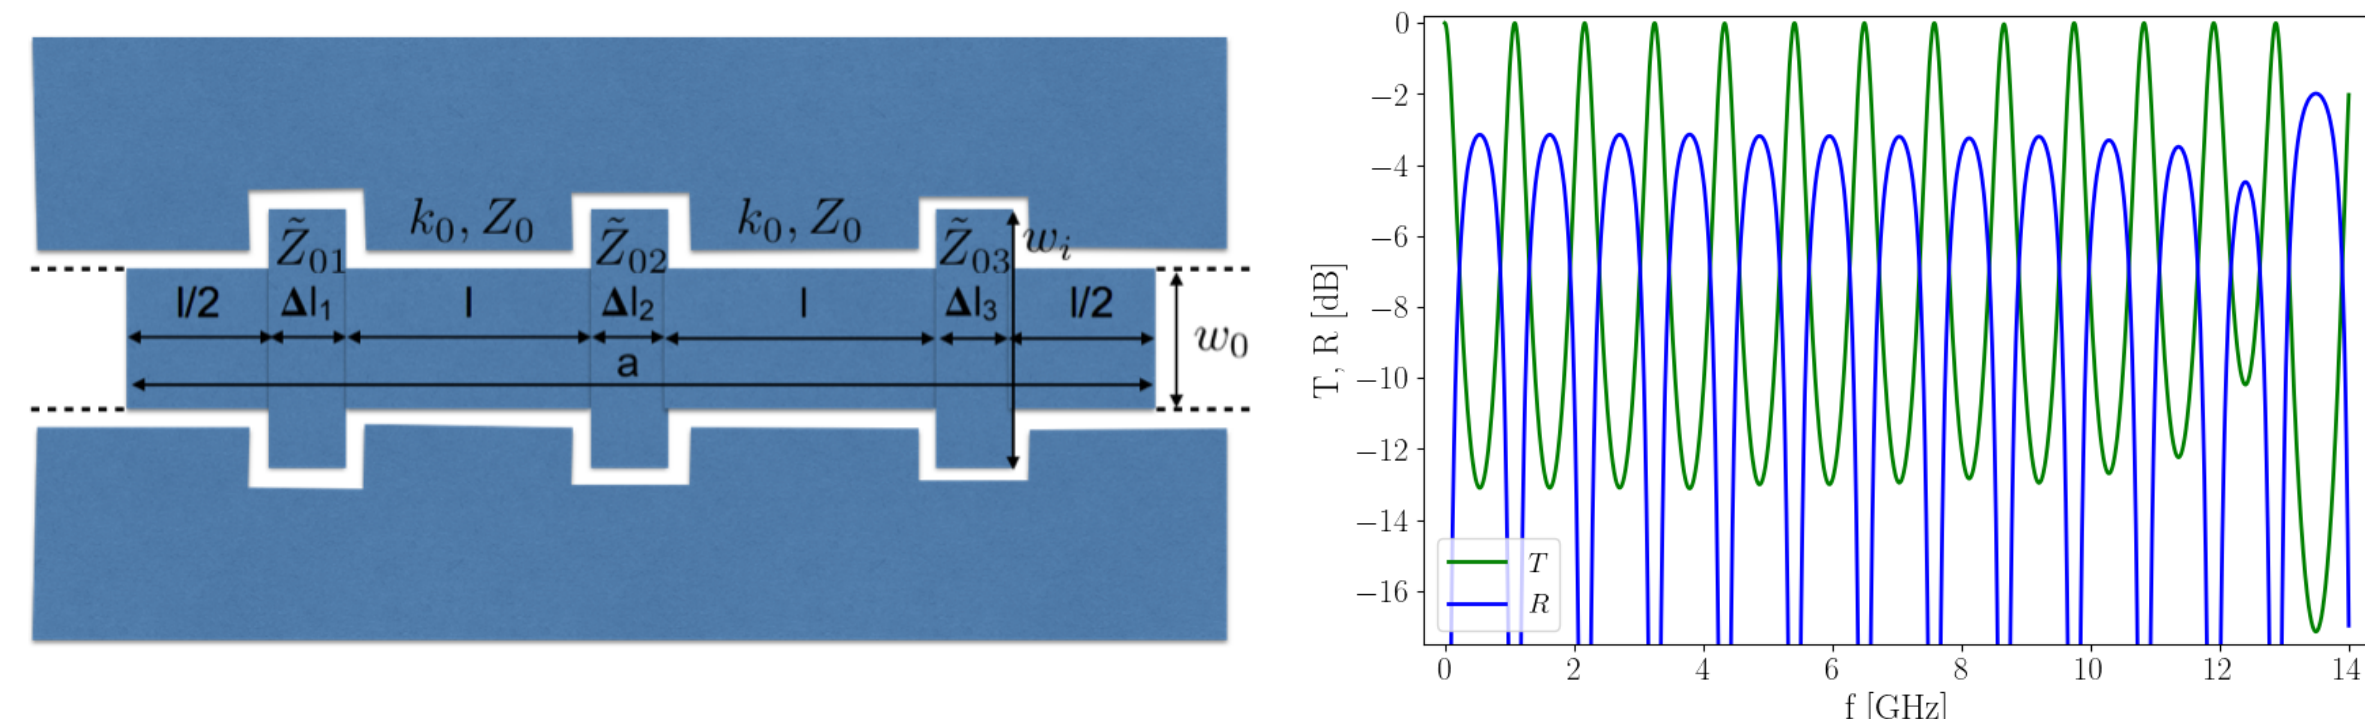 k₀, Z₀ k₀, Z₀
Z̃₀₁ Z̃₀₂ Z̃₀₃ wᵢ
l/2 Δl₁ l Δl₂ l Δl₃ l/2
w₀
a
0
−2
−4
−6
−8
−10
−12
−14
−16
T, R [dB]
T
R
0 2 4 6 8 10 12 14
f [GHz]